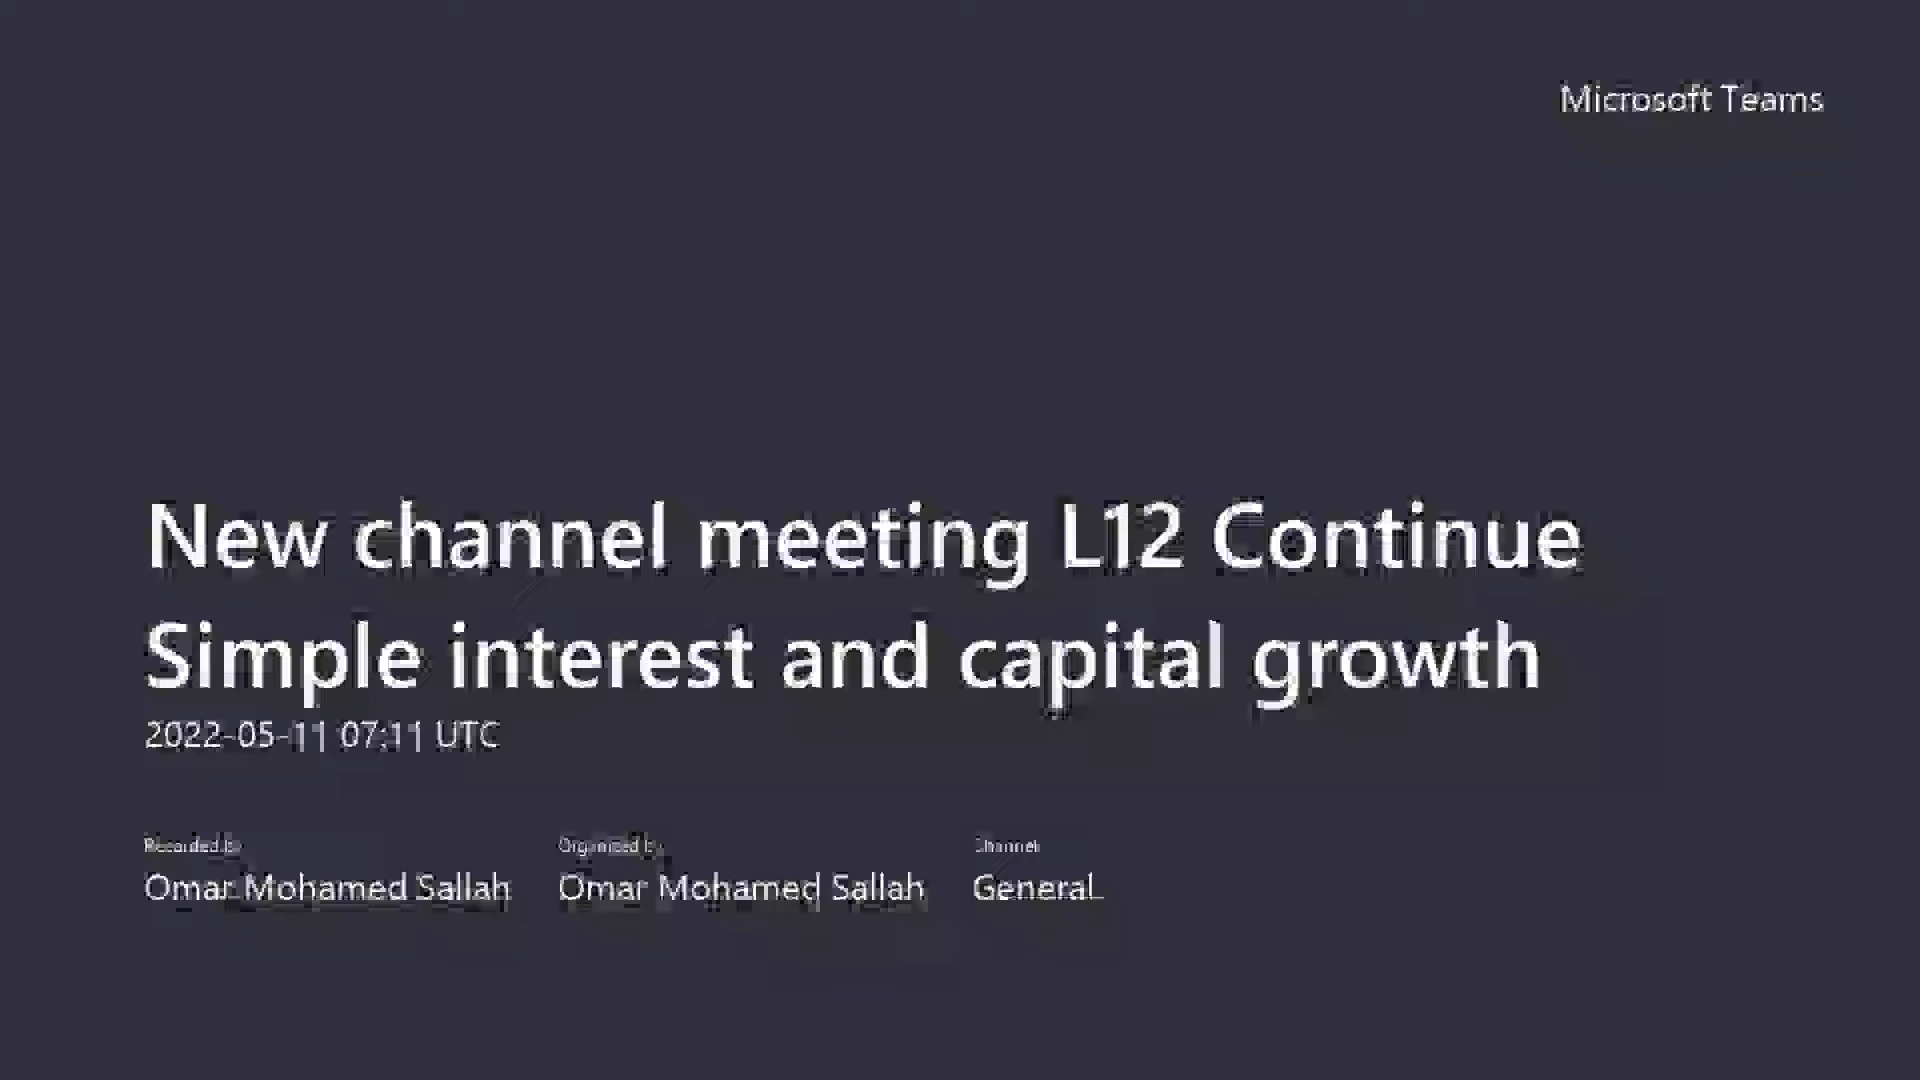 Microsoft Teams
New channel meeting L12 Continue
Simple interest and capital growth
2022-05-11 07:11 UTC
Recorded by Organized by Channel
Omar Mohamed Sallah Omar Mohamed Sallah General